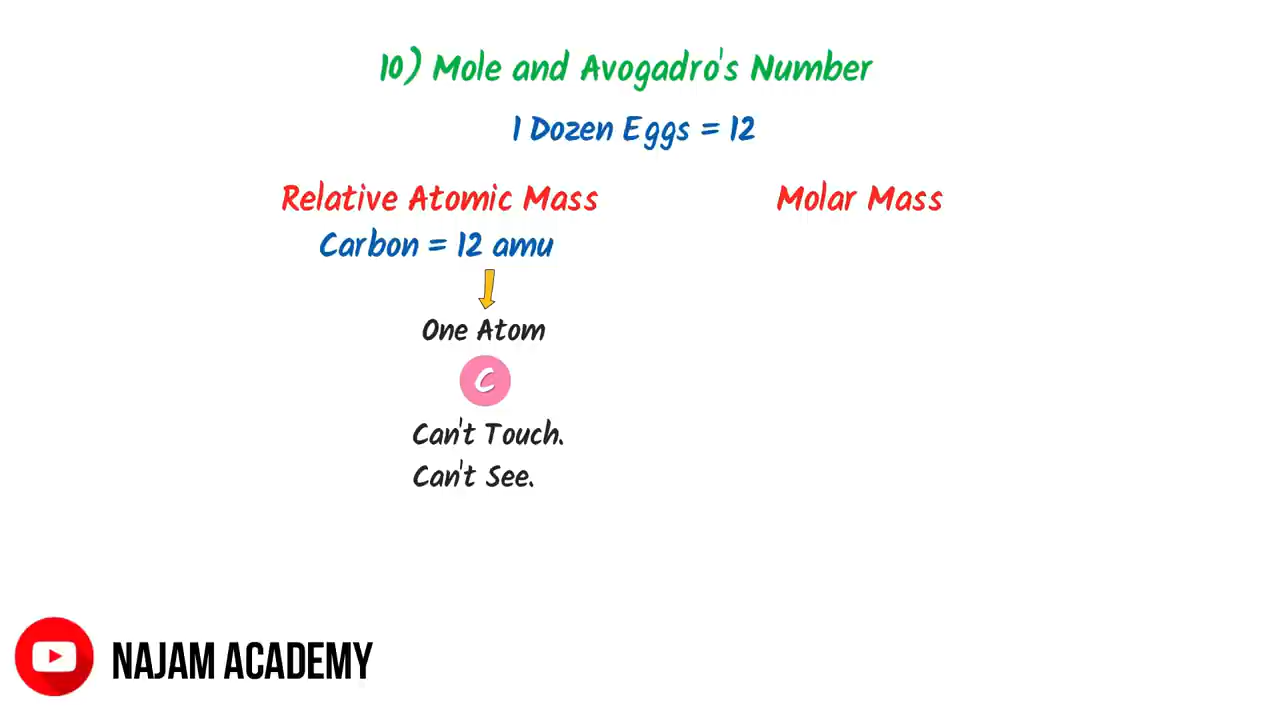 10) Mole and Avogadro's Number
1 Dozen Eggs = 12
Relative Atomic Mass
Carbon = 12 amu
One Atom
C
Can't Touch.
Can't See.
Molar Mass
NAJAM ACADEMY